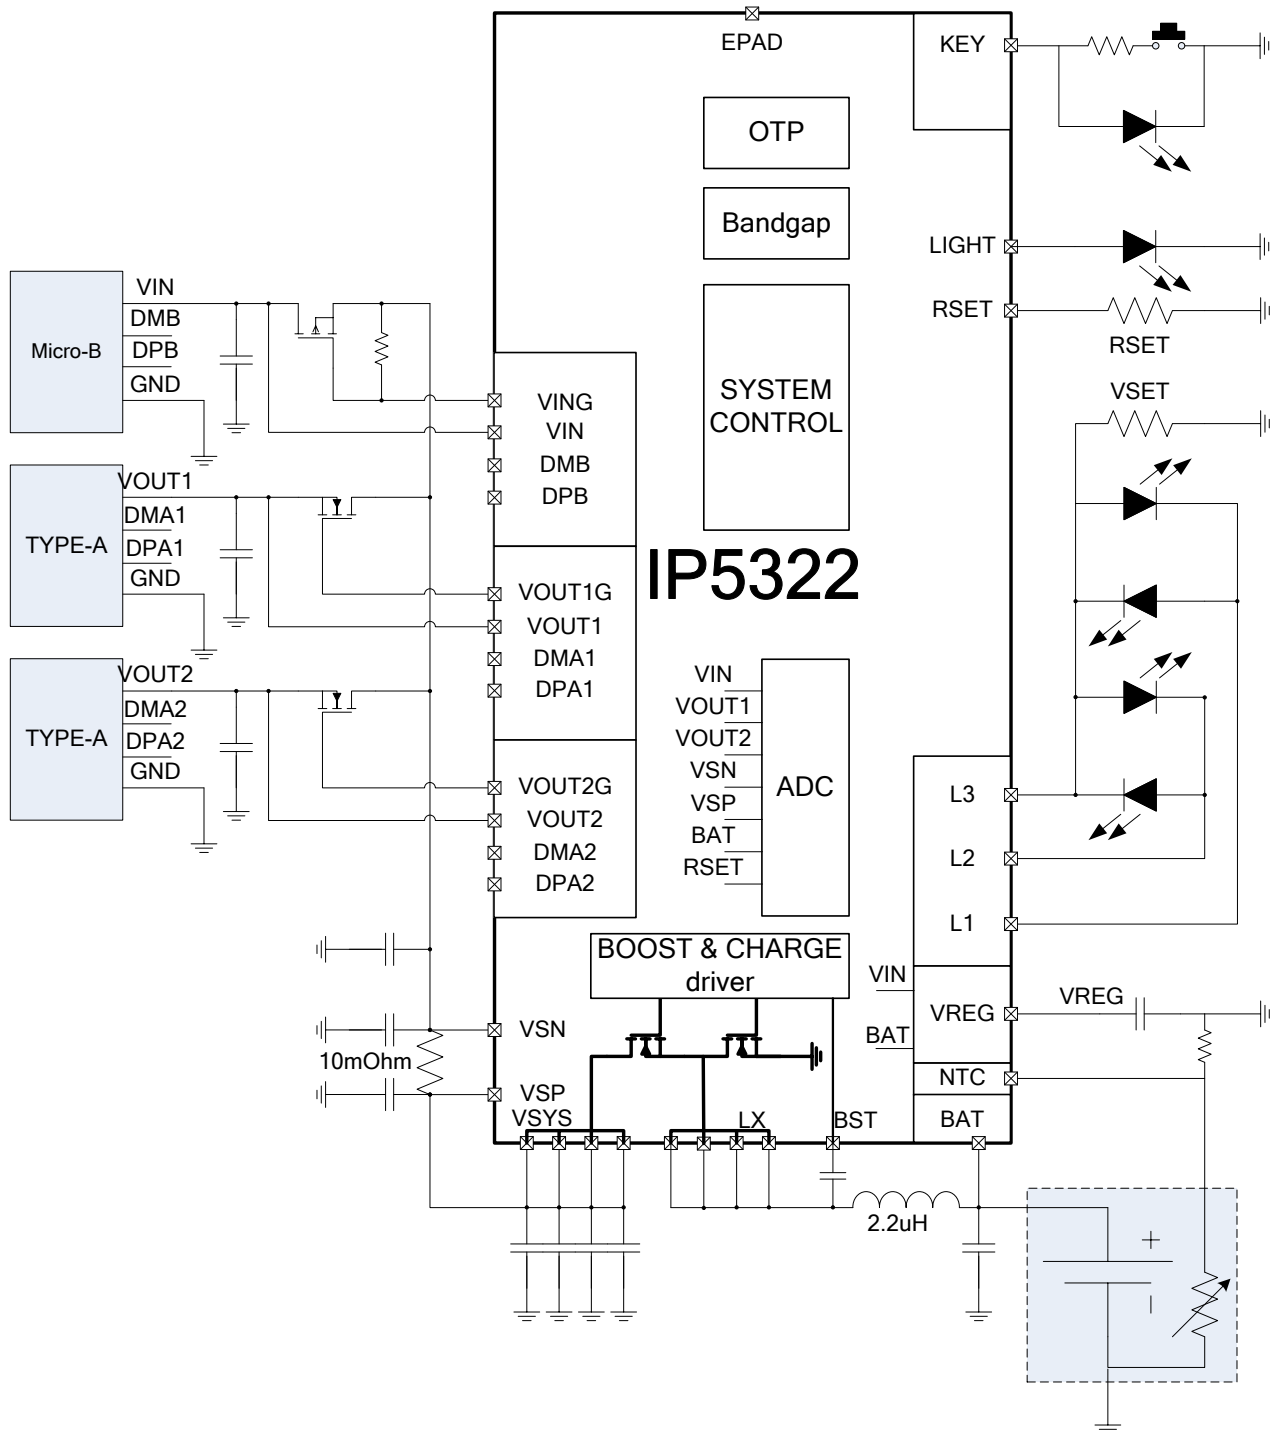 EPAD
KEY
OTP
Bandgap
LIGHT
RSET
RSET
SYSTEM
CONTROL
VSET
Micro-B
VIN
DMB
DPB
GND
VING
VIN
DMB
DPB
TYPE-A
VOUT1
DMA1
DPA1
GND
IP5322
VOUT1G
VOUT1
DMA1
DPA1
TYPE-A
VOUT2
DMA2
DPA2
GND
VOUT2G
VOUT2
DMA2
DPA2
VIN
VOUT1
VOUT2
VSN
VSP
BAT
RSET
ADC
L3
L2
L1
BOOST & CHARGE
driver
VIN
BAT
VREG
VREG
NTC
BAT
VSN
10mOhm
VSP
VSYS
LX
BST
2.2uH
+